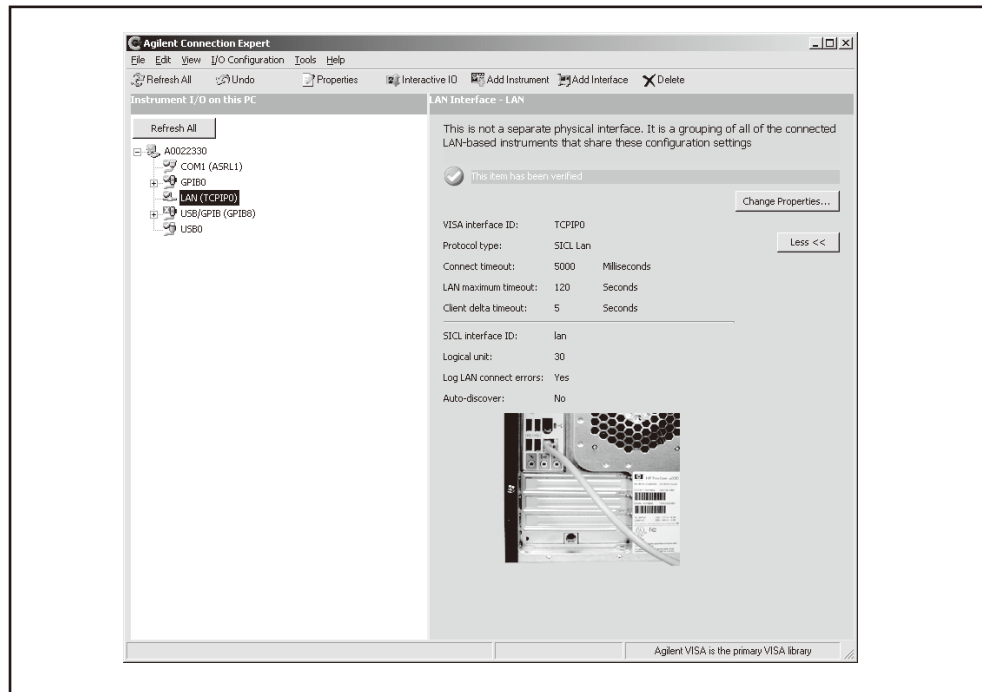 Agilent Connection Expert
File Edit View I/O Configuration Tools Help
Refresh All Undo Properties Interactive IO Add Instrument Add Interface Delete
Instrument I/O on this PC
Refresh All
A0022330
COM1 (ASRL1)
GPIB0
LAN (TCPIP0)
USB/GPIB (GPIB8)
USB0
LAN Interface - LAN
This is not a separate physical interface. It is a grouping of all of the connected
LAN-based instruments that share these configuration settings
This item has been verified
Change Properties...
Less <<
VISA interface ID: TCPIP0
Protocol type: SICL Lan
Connect timeout: 5000 Milliseconds
LAN maximum timeout: 120 Seconds
Client delta timeout: 5 Seconds
SICL interface ID: lan
Logical unit: 30
Log LAN connect errors: Yes
Auto-discover: No
Agilent VISA is the primary VISA library